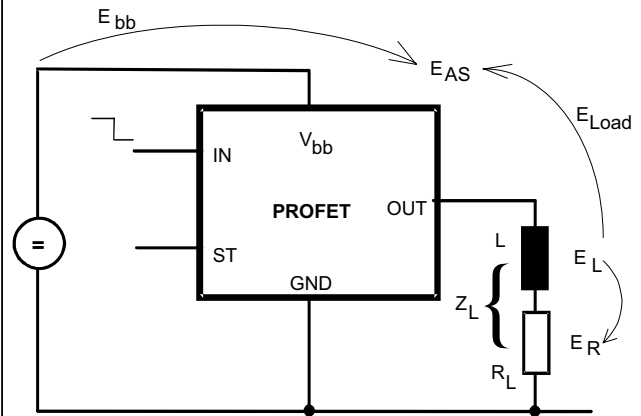 E bb
E AS
E Load
V bb
IN
PROFET
OUT
ST
GND
L
E L
Z L
{
E R
R L
=